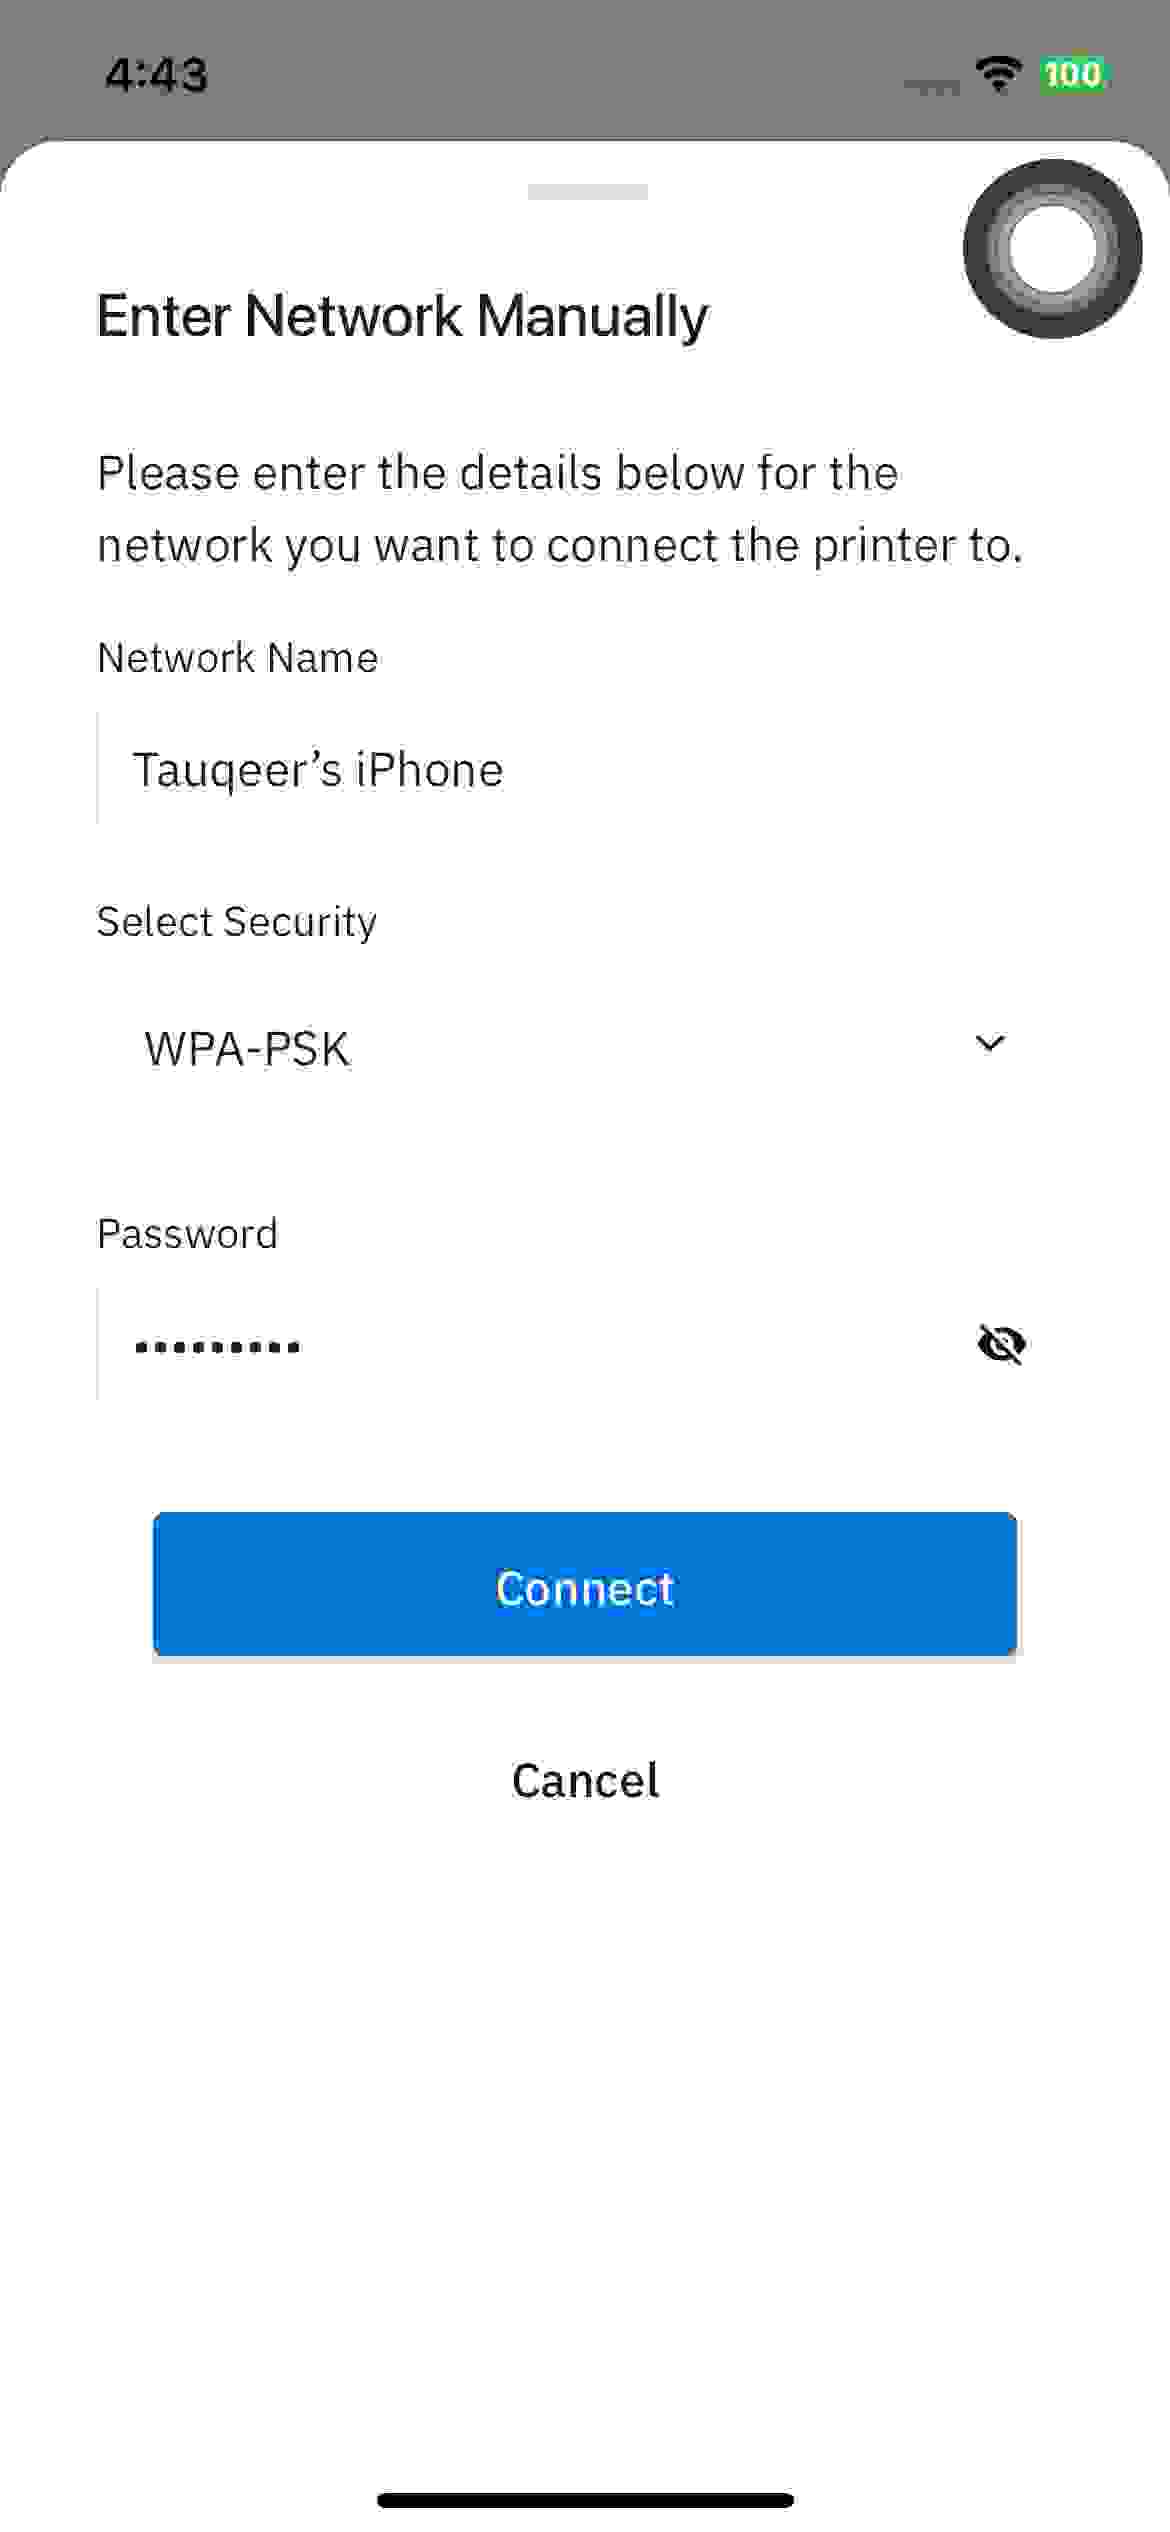 4:43
100
Enter Network Manually
Please enter the details below for the
network you want to connect the printer to.
Network Name
Tauqeer’s iPhone
Select Security
WPA-PSK
Password
•••••••••
Connect
Cancel